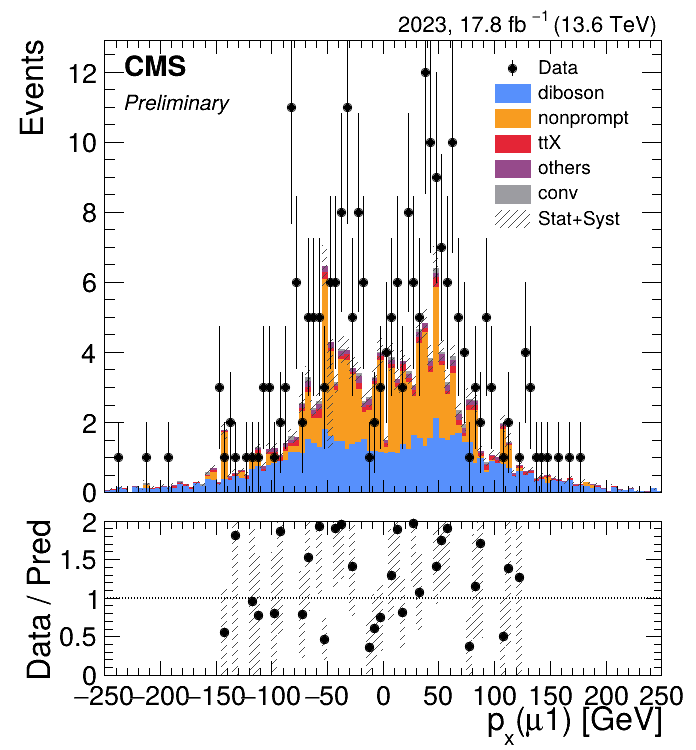 2023, 17.8 fb⁻¹ (13.6 TeV)
CMS
Preliminary
Events
12
10
8
6
4
2
0
Data
diboson
nonprompt
ttX
others
conv
Stat+Syst
Data / Pred
2
1.5
1
0.5
0
−250 −200 −150 −100 −50 0 50 100 150 200 250
pₓ(μ1) [GeV]